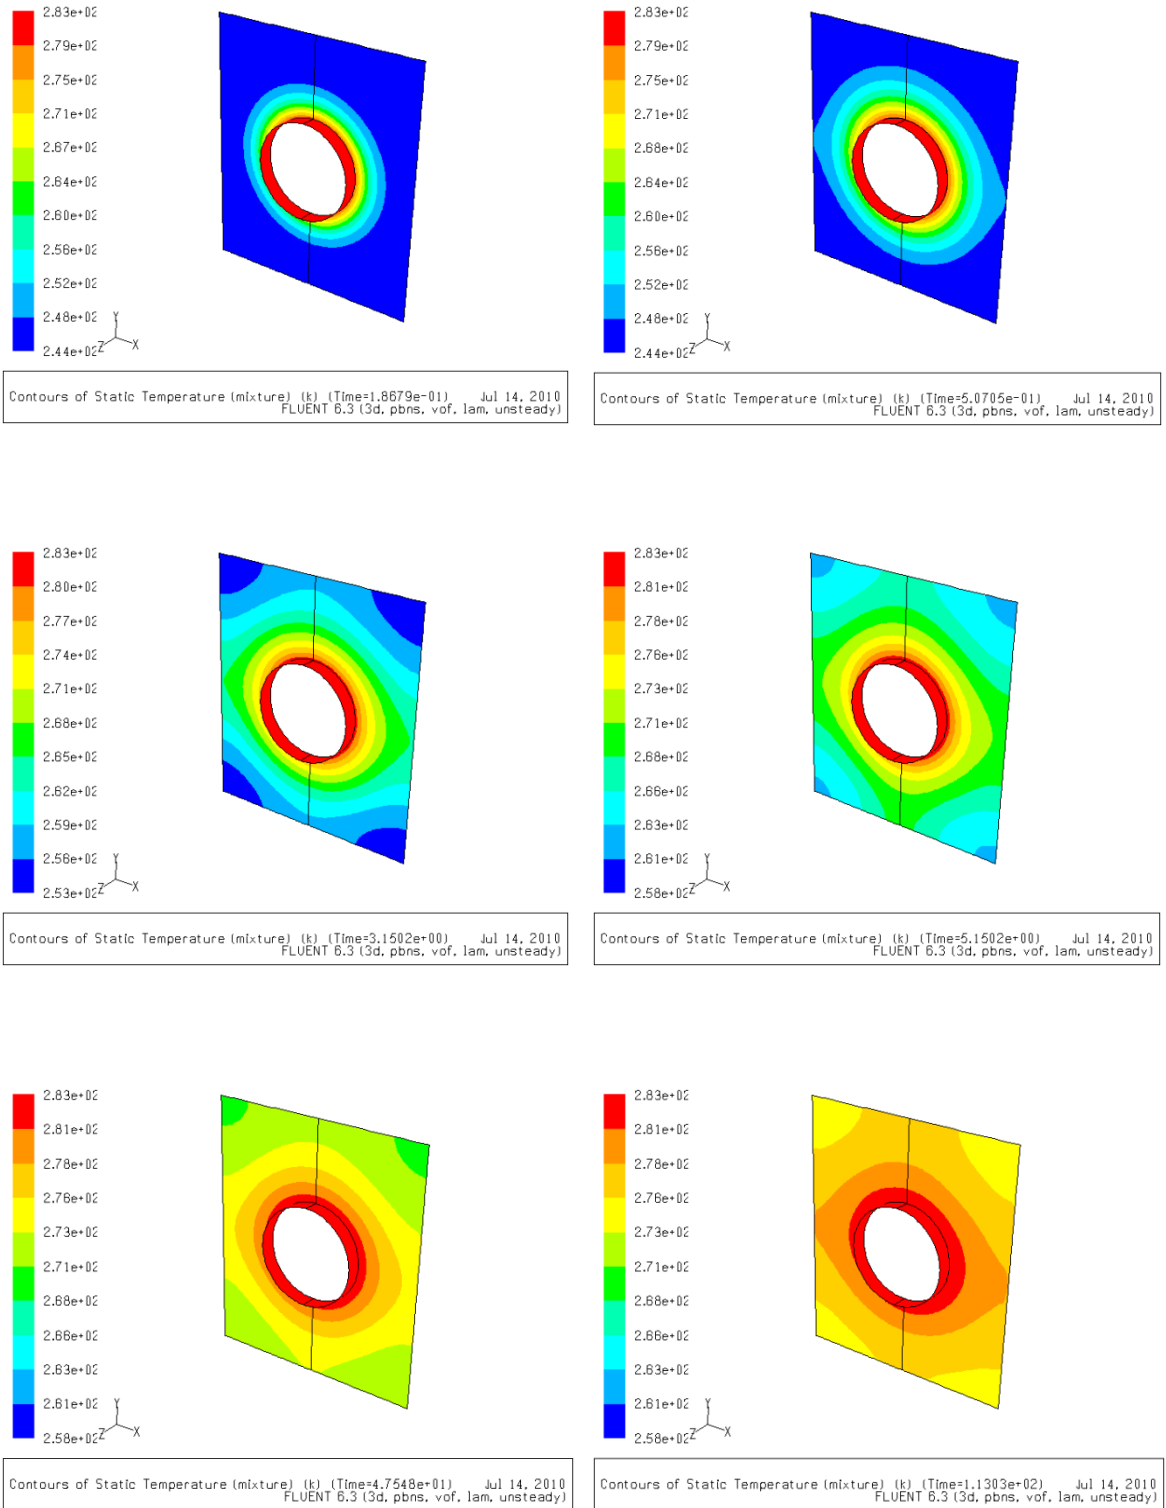 2.83e+02
2.79e+02
2.75e+02
2.71e+02
2.67e+02
2.64e+02
2.60e+02
2.56e+02
2.52e+02
2.48e+02
2.44e+02
Y
Z
X
Contours of Static Temperature (mixture) (k) (Time=1.8679e-01) Jul 14, 2010
FLUENT 6.3 (3d, pbns, vof, lam, unsteady)
2.83e+02
2.79e+02
2.75e+02
2.71e+02
2.68e+02
2.64e+02
2.60e+02
2.56e+02
2.52e+02
2.48e+02
2.44e+02
Y
Z
X
Contours of Static Temperature (mixture) (k) (Time=5.0705e-01) Jul 14, 2010
FLUENT 6.3 (3d, pbns, vof, lam, unsteady)
2.83e+02
2.80e+02
2.77e+02
2.74e+02
2.71e+02
2.68e+02
2.65e+02
2.62e+02
2.59e+02
2.56e+02
2.53e+02
Y
Z
X
Contours of Static Temperature (mixture) (k) (Time=3.1502e+00) Jul 14, 2010
FLUENT 6.3 (3d, pbns, vof, lam, unsteady)
2.83e+02
2.81e+02
2.78e+02
2.76e+02
2.73e+02
2.71e+02
2.68e+02
2.66e+02
2.63e+02
2.61e+02
2.58e+02
Y
Z
X
Contours of Static Temperature (mixture) (k) (Time=5.1502e+00) Jul 14, 2010
FLUENT 6.3 (3d, pbns, vof, lam, unsteady)
2.83e+02
2.81e+02
2.78e+02
2.76e+02
2.73e+02
2.71e+02
2.68e+02
2.66e+02
2.63e+02
2.61e+02
2.58e+02
Y
Z
X
Contours of Static Temperature (mixture) (k) (Time=4.7548e+01) Jul 14, 2010
FLUENT 6.3 (3d, pbns, vof, lam, unsteady)
2.83e+02
2.81e+02
2.78e+02
2.76e+02
2.73e+02
2.71e+02
2.68e+02
2.66e+02
2.63e+02
2.61e+02
2.58e+02
Y
Z
X
Contours of Static Temperature (mixture) (k) (Time=1.1303e+02) Jul 14, 2010
FLUENT 6.3 (3d, pbns, vof, lam, unsteady)